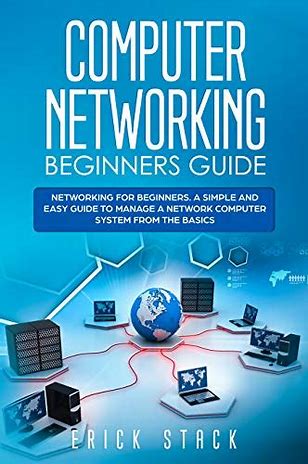 COMPUTER
NETWORKING
BEGINNERS GUIDE
NETWORKING FOR BEGINNERS. A SIMPLE AND
EASY GUIDE TO MANAGE A NETWORK COMPUTER
SYSTEM FROM THE BASICS
ERICK STACK